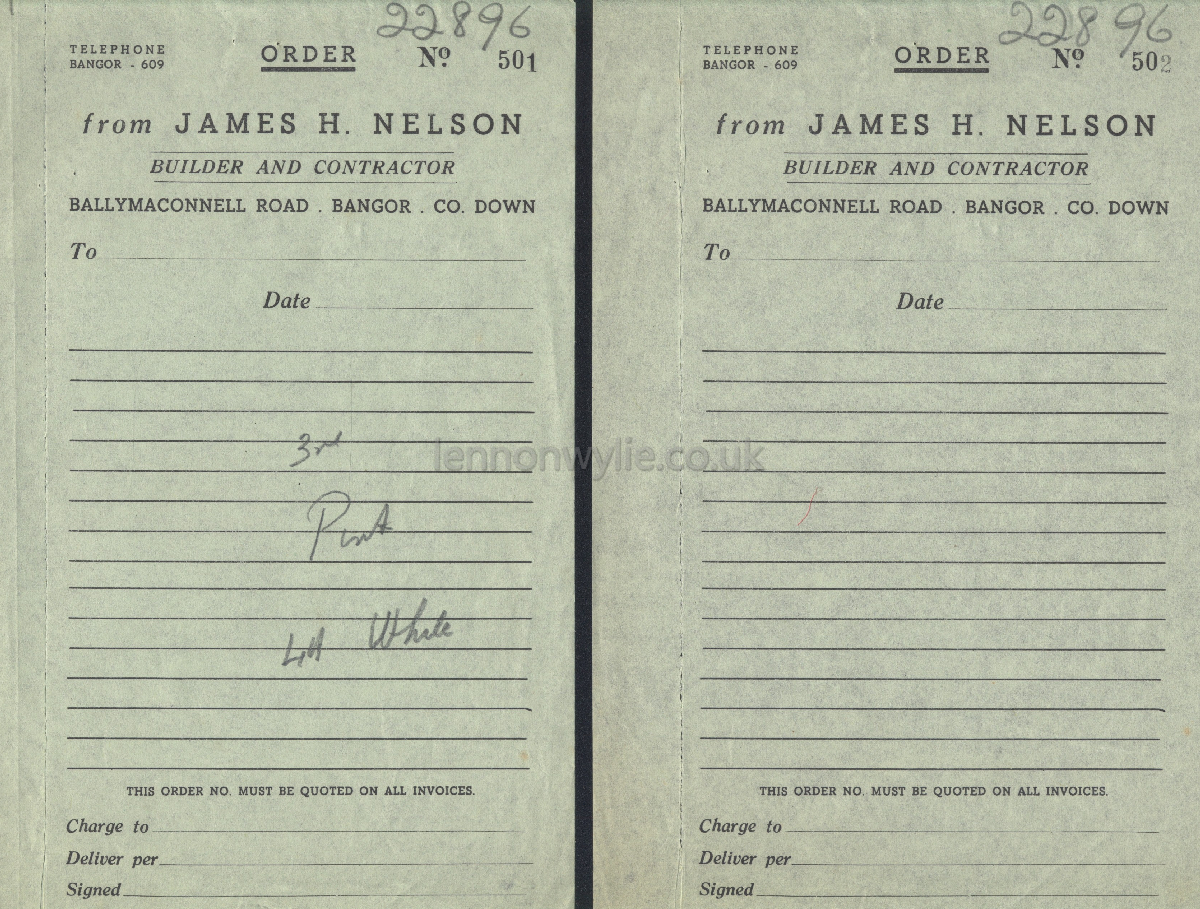 22896
TELEPHONE
BANGOR - 609
ORDER
Nº 501
from JAMES H. NELSON
BUILDER AND CONTRACTOR
BALLYMACONNELL ROAD . BANGOR . CO. DOWN
To
Date
3rd
Print
White
THIS ORDER NO. MUST BE QUOTED ON ALL INVOICES.
Charge to
Deliver per
Signed
22896
TELEPHONE
BANGOR - 609
ORDER
Nº 502
from JAMES H. NELSON
BUILDER AND CONTRACTOR
BALLYMACONNELL ROAD . BANGOR . CO. DOWN
To
Date
THIS ORDER NO. MUST BE QUOTED ON ALL INVOICES.
Charge to
Deliver per
Signed
lennonwylie.co.uk